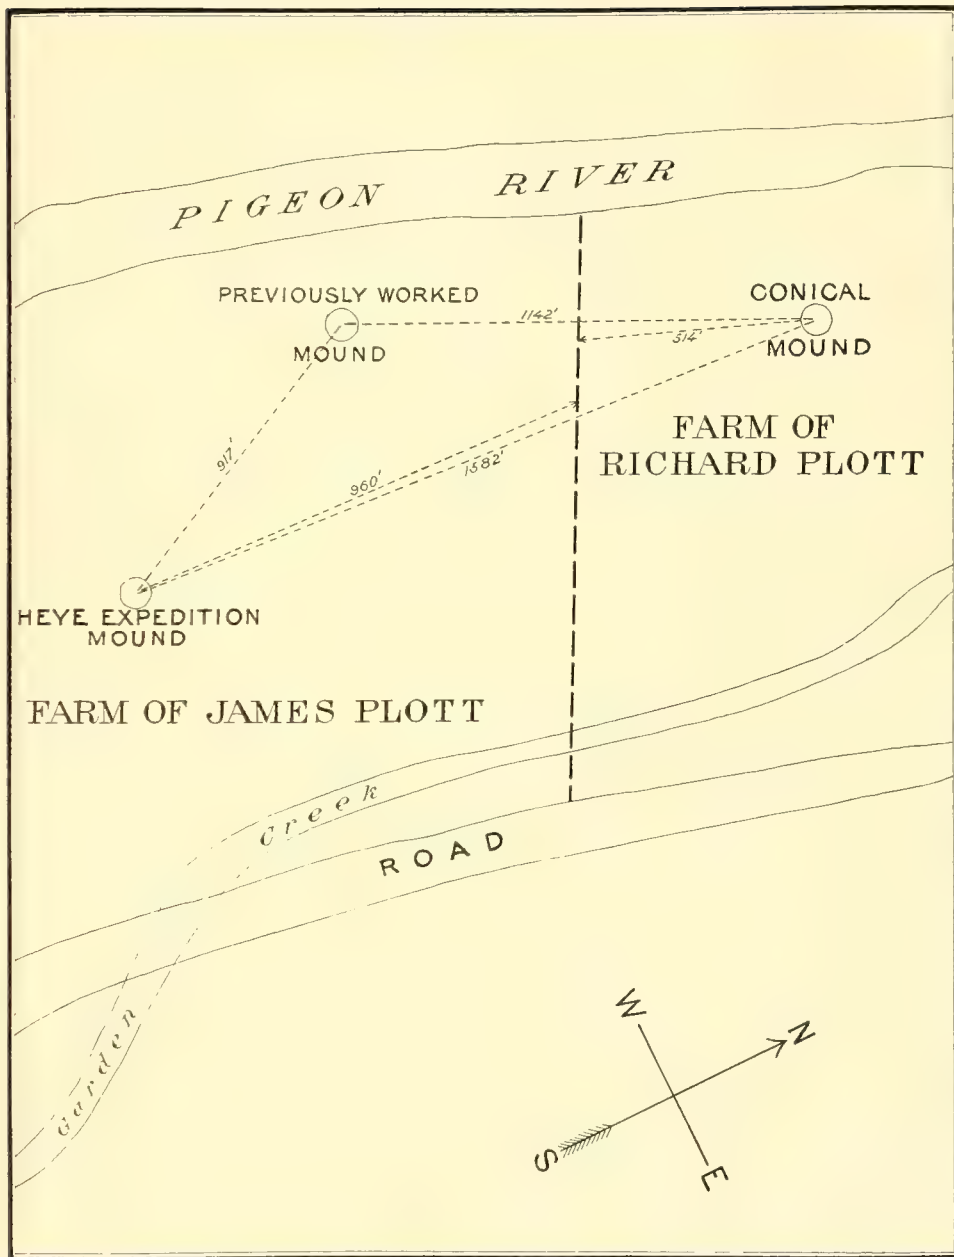 PIGEON RIVER
PREVIOUSLY WORKED
MOUND
CONICAL
MOUND
1142'
514'
917'
960'
1582'
FARM OF
RICHARD PLOTT
HEYE EXPEDITION
MOUND
FARM OF JAMES PLOTT
Garden Creek
ROAD
W
N
S
E